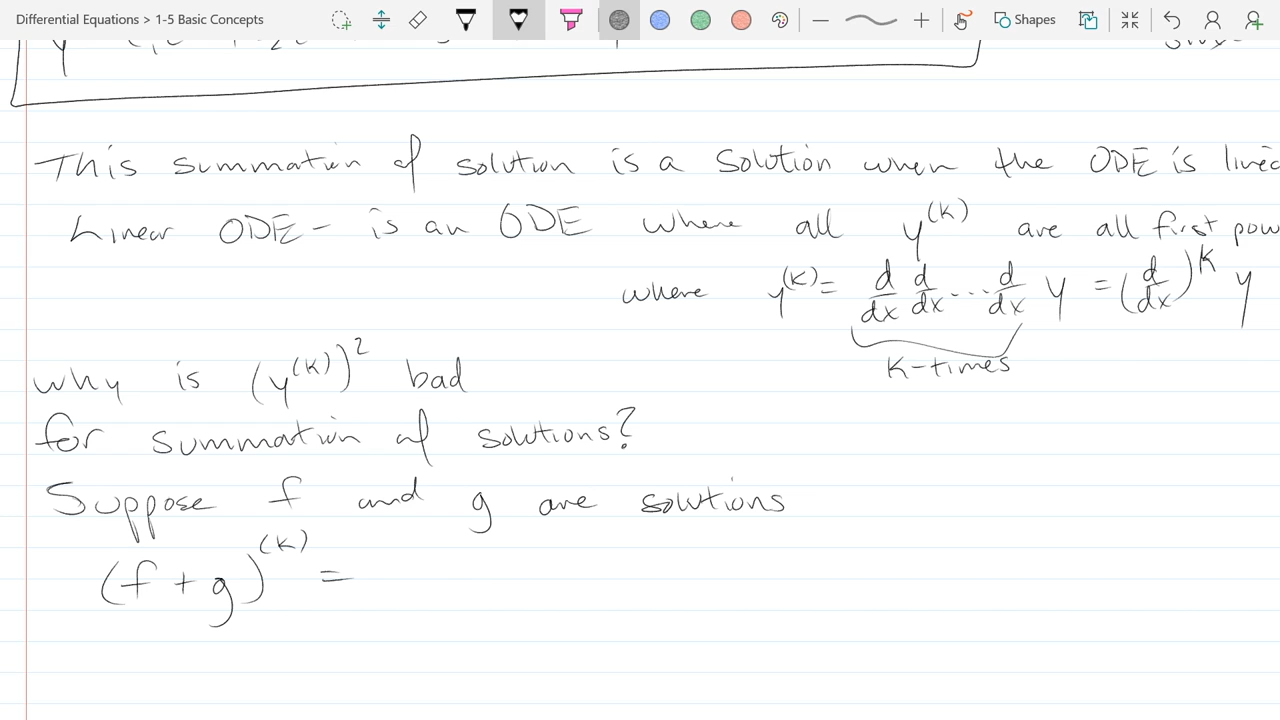 Differential Equations > 1-5 Basic Concepts
Shapes
This summation of solution is a solution when the ODE is
Linear ODE - is an ODE where all y^(k) are all first
where y^(k) = d/dx d/dx ... d/dx y = (d/dx)^k y
K-times
why is (y^(k))^2 bad
for summation of solutions?
Suppose f and g are solutions
(f + g)^(k) =